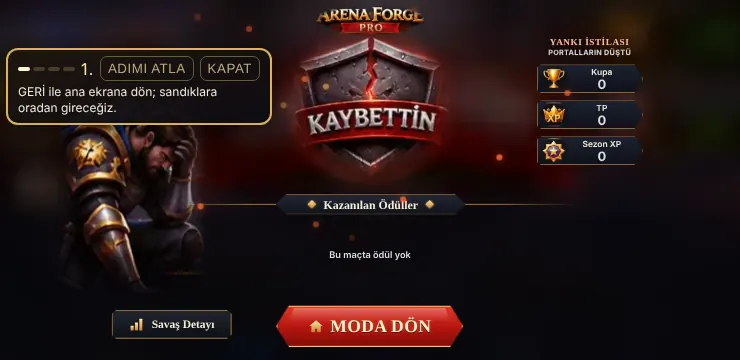 ARENA FORGE
PRO
1. ADIMI ATLA KAPAT
GERİ ile ana ekrana dön; sandıklara
oradan gireceğiz.
KAYBETTİN
YANKI İSTİLASI
PORTALLARIN DÜŞTÜ
Kupa
0
XP
TP
0
Sezon XP
0
Kazanılan Ödüller
Bu maçta ödül yok
Savaş Detayı
MODA DÖN